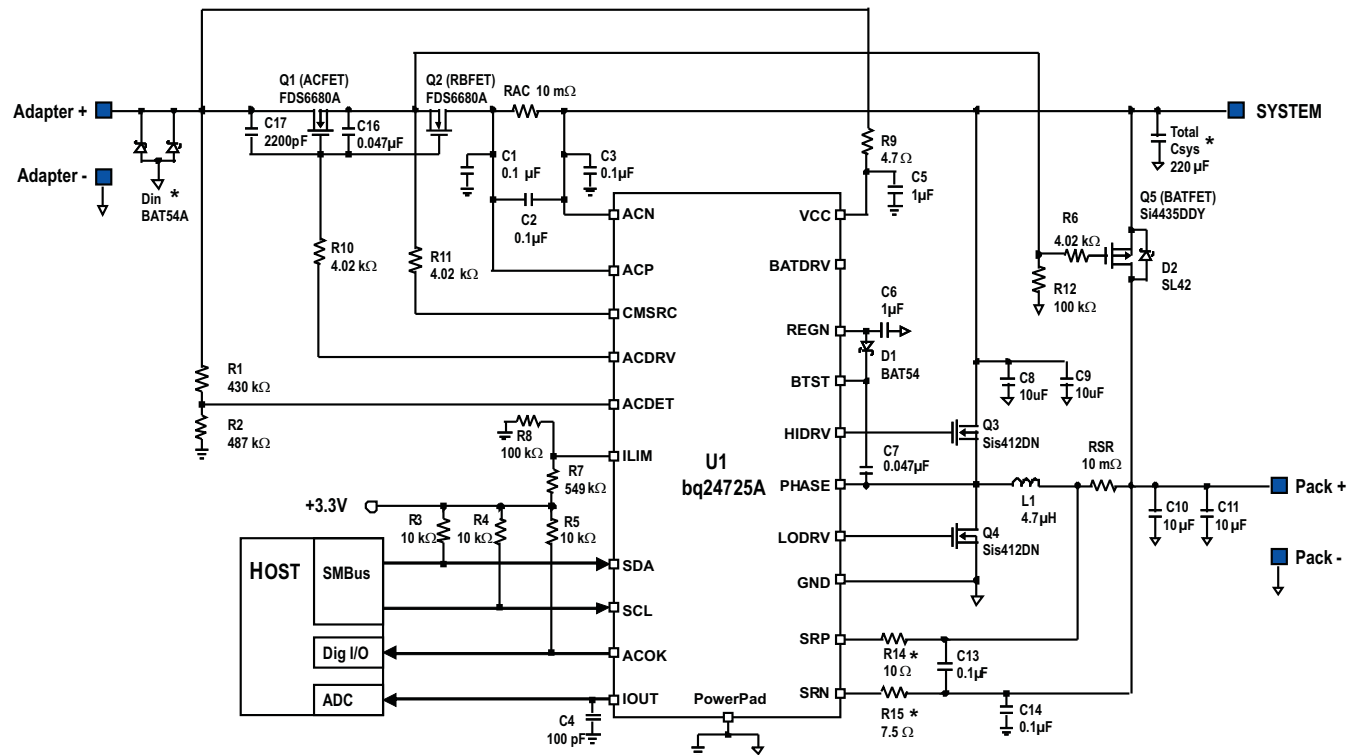 Adapter +
Adapter -
Din *
BAT54A
Q1 (ACFET)
FDS6680A
C17
2200pF
C16
0.047µF
Q2 (RBFET)
FDS6680A
RAC 10 mΩ
C1
0.1 µF
C3
0.1µF
C2
0.1µF
R10
4.02 kΩ
R11
4.02 kΩ
R1
430 kΩ
R2
487 kΩ
R8
100 kΩ
R7
549 kΩ
+3.3V
R3
10 kΩ
R4
10 kΩ
R5
10 kΩ
HOST
SMBus
Dig I/O
ADC
C4
100 pF
ACN
ACP
CMSRC
ACDRV
ACDET
ILIM
SDA
SCL
ACOK
IOUT
U1
bq24725A
PowerPad
VCC
BATDRV
REGN
BTST
HIDRV
PHASE
LODRV
GND
SRP
SRN
R9
4.7 Ω
C5
1µF
C6
1µF
D1
BAT54
C7
0.047µF
Q3
Sis412DN
Q4
Sis412DN
C8
10uF
C9
10uF
L1
4.7µH
RSR
10 mΩ
R14 *
10 Ω
C13
0.1µF
R15 *
7.5 Ω
C14
0.1µF
R6
4.02 kΩ
R12
100 kΩ
Q5 (BATFET)
Si4435DDY
D2
SL42
Total
Csys *
220 µF
SYSTEM
C10
10 µF
C11
10 µF
Pack +
Pack -